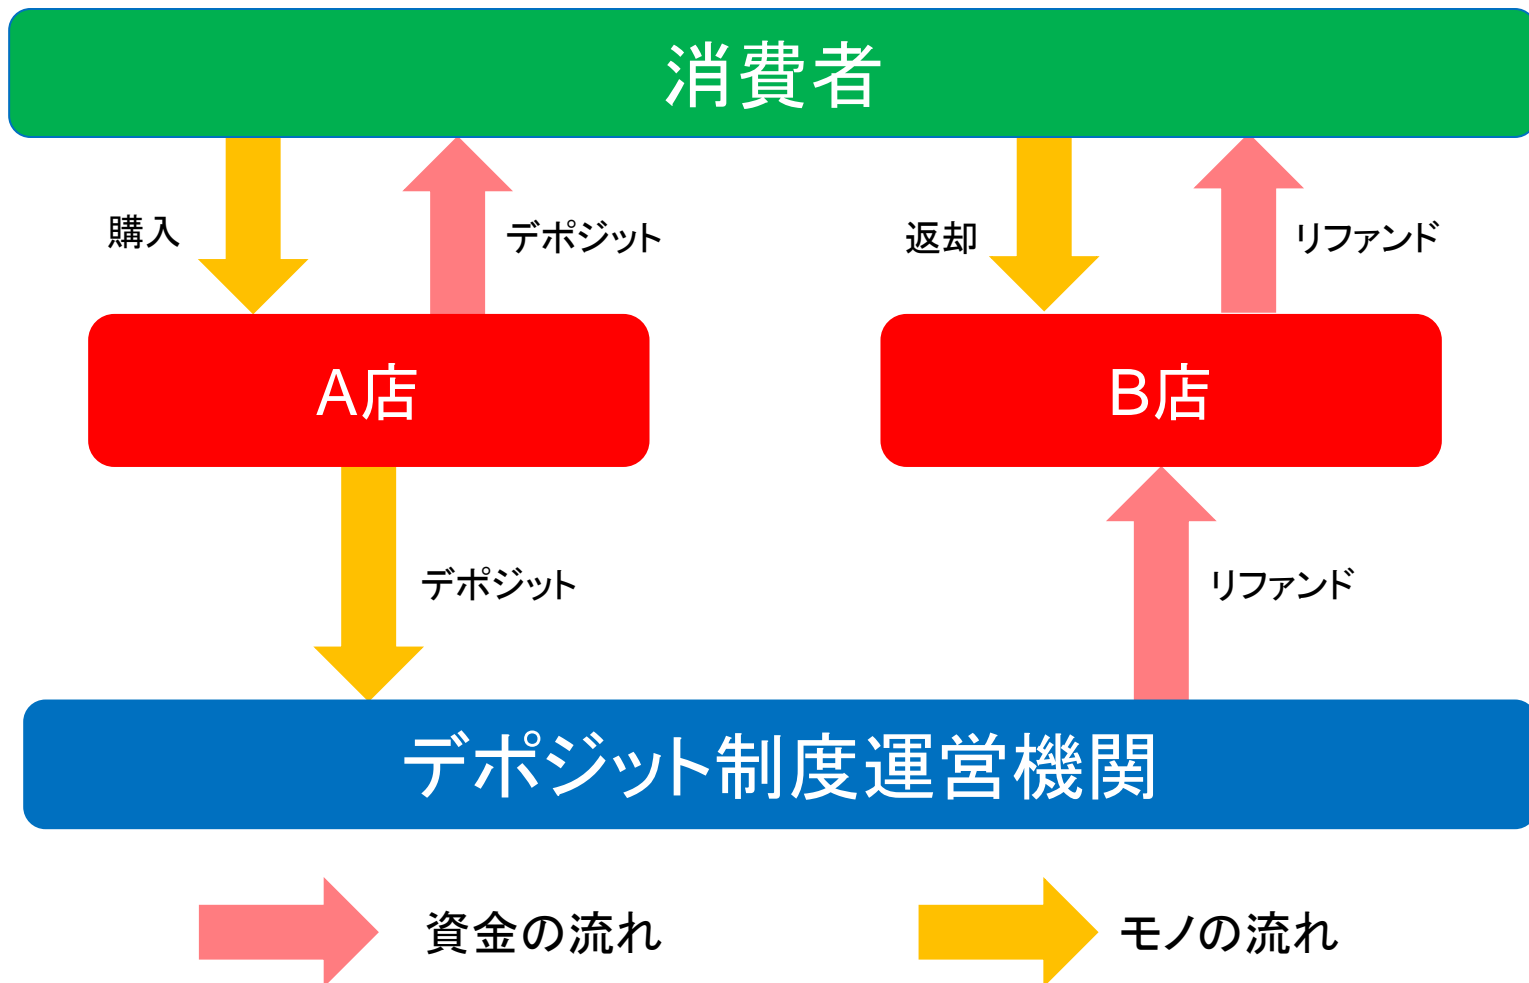 消費者
購入
デポジット
返却
リファンド
A店
B店
デポジット
リファンド
デポジット制度運営機関
資金の流れ
モノの流れ